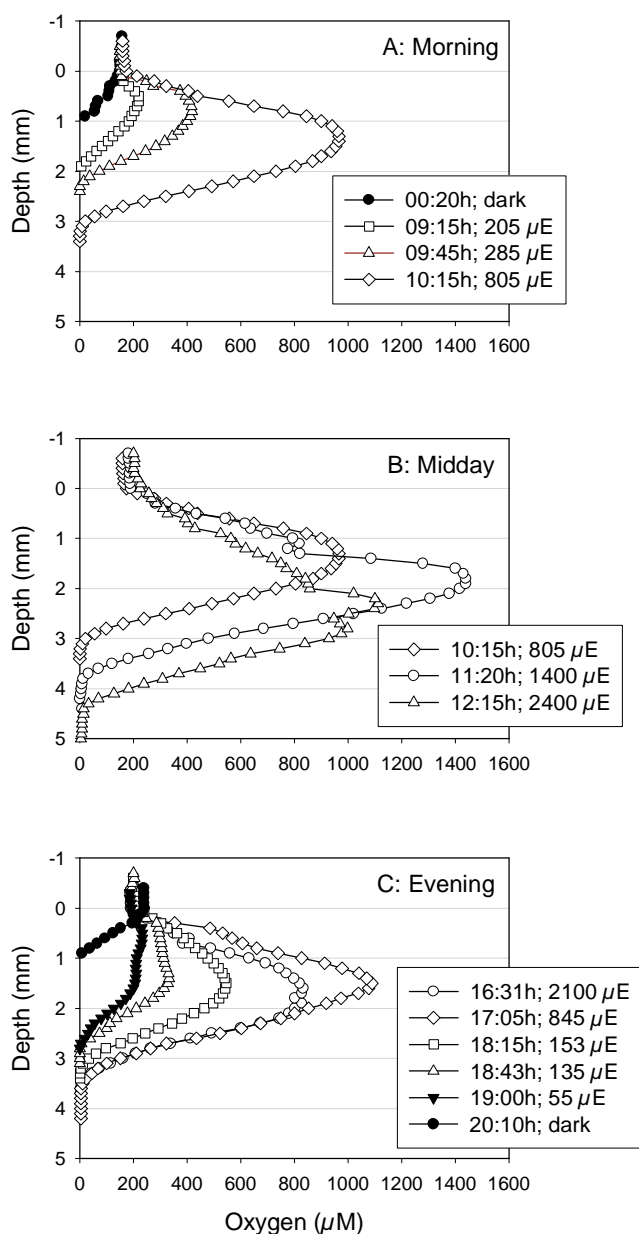 A: Morning
-1
0
1
2
3
4
5
Depth (mm)
00:20h; dark
09:15h; 205 µE
09:45h; 285 µE
10:15h; 805 µE
0 200 400 600 800 1000 1200 1400 1600
B: Midday
-1
0
1
2
3
4
5
Depth (mm)
10:15h; 805 µE
11:20h; 1400 µE
12:15h; 2400 µE
0 200 400 600 800 1000 1200 1400 1600
C: Evening
-1
0
1
2
3
4
5
Depth (mm)
16:31h; 2100 µE
17:05h; 845 µE
18:15h; 153 µE
18:43h; 135 µE
19:00h; 55 µE
20:10h; dark
0 200 400 600 800 1000 1200 1400 1600
Oxygen (µM)